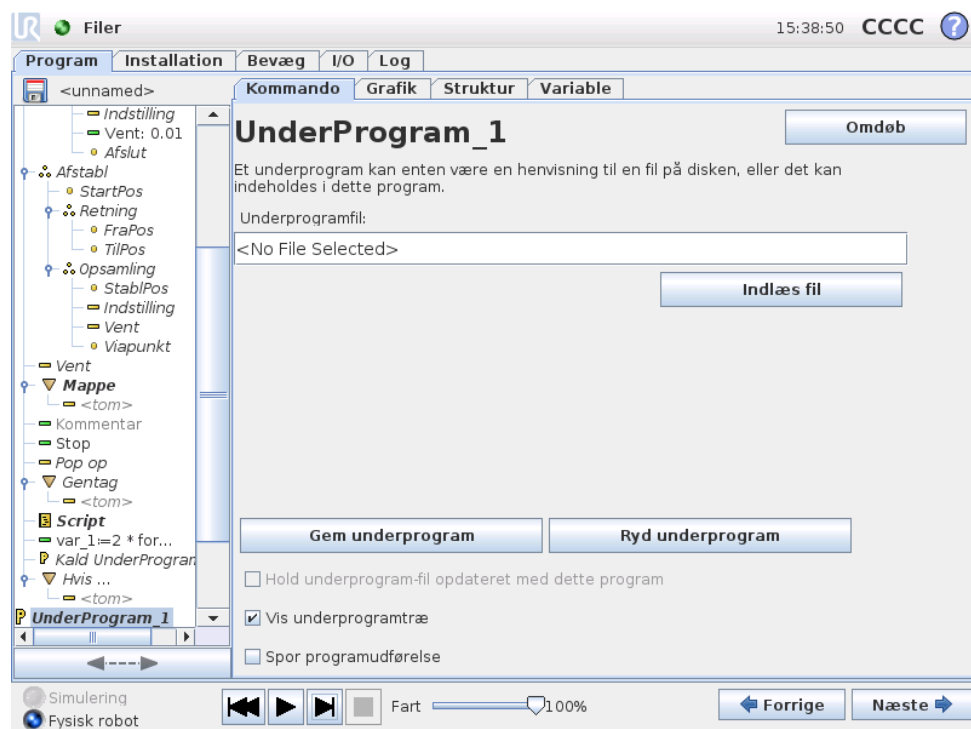 UR Filer 15:38:50 CCCC ?
Program Installation Bevæg I/O Log
<unnamed>
Kommando Grafik Struktur Variable
Indstilling
Vent: 0.01
Afslut
Afstabl
StartPos
Retning
FraPos
TilPos
Opsamling
StablPos
Indstilling
Vent
Viapunkt
Vent
Mappe
<tom>
Kommentar
Stop
Pop op
Gentag
<tom>
Script
var_1:=2 * for...
P Kald UnderProgram
Hvis ...
<tom>
P UnderProgram_1
UnderProgram_1
Omdøb
Et underprogram kan enten være en henvisning til en fil på disken, eller det kan
indeholdes i dette program.
Underprogramfil:
<No File Selected>
Indlæs fil
Gem underprogram Ryd underprogram
Hold underprogram-fil opdateret med dette program
Vis underprogramtræ
Spor programudførelse
Simulering
Fysisk robot
Fart 100%
Forrige Næste